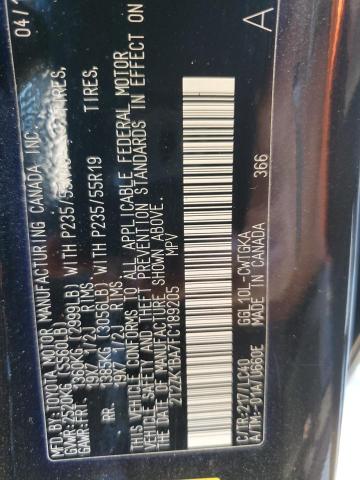 MFD.BY:TOYOTA MOTOR MANUFACTURING CANADA INC. 04/
GVWR:2520KG (5560LB)
GAWR:FRT. 1360KG (2999LB) WITH P235/55R19 TIRES,
19X7 1/2J RIMS
RR. 1385KG (3056LB) WITH P235/55R19 TIRES,
19X7 1/2J RIMS
THIS VEHICLE CONFORMS TO ALL APPLICABLE FEDERAL MOTOR
VEHICLE SAFETY AND THEFT PREVENTION STANDARDS IN EFFECT ON
THE DATE OF MANUFACTURE SHOWN ABOVE.
2T2ZK1BA7FC189205 MPV
C/TR:217/LC40 GGL10L-CWTGKA
A/TM:-01A/U660E MADE IN CANADA
366
A